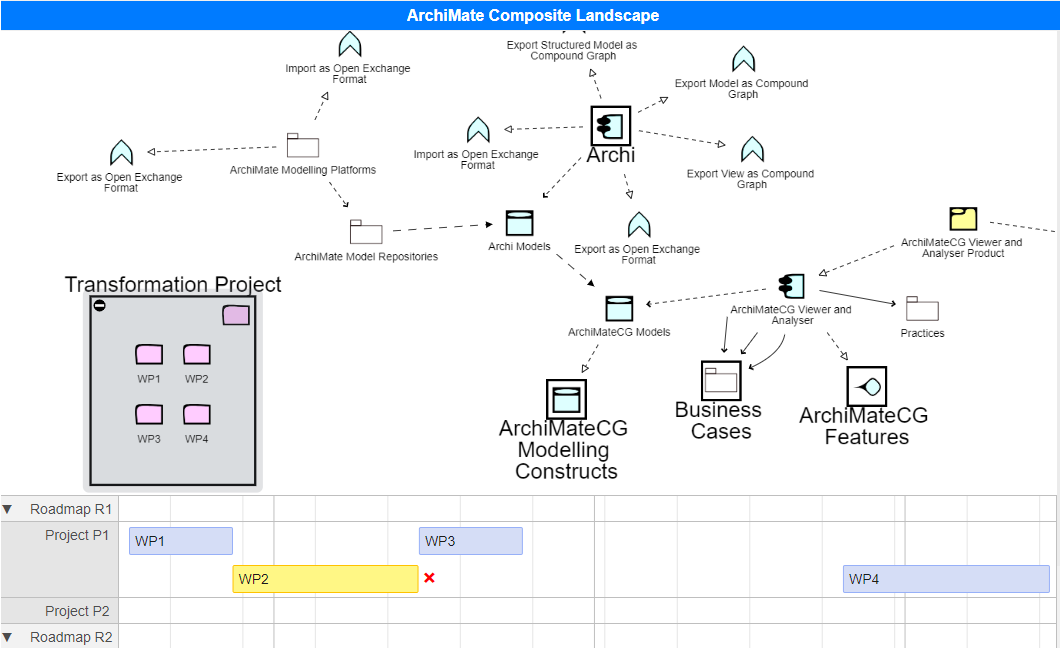 ArchiMate Composite Landscape
Export Structured Model as
Compound Graph
Import as Open Exchange
Format
Export Model as Compound
Graph
Import as Open Exchange
Format
Archi
Export as Open Exchange
Format
ArchiMate Modelling Platforms
Export View as Compound
Graph
ArchiMate Model Repositories
Archi Models
Export as Open Exchange
Format
ArchiMateCG Viewer and
Analyser Product
Transformation Project
ArchiMateCG Models
ArchiMateCG Viewer and
Analyser
Practices
WP1
WP2
WP3
WP4
ArchiMateCG
Modelling
Constructs
Business
Cases
ArchiMateCG
Features
▼ Roadmap R1
Project P1
WP1
WP3
WP2
WP4
Project P2
▼ Roadmap R2